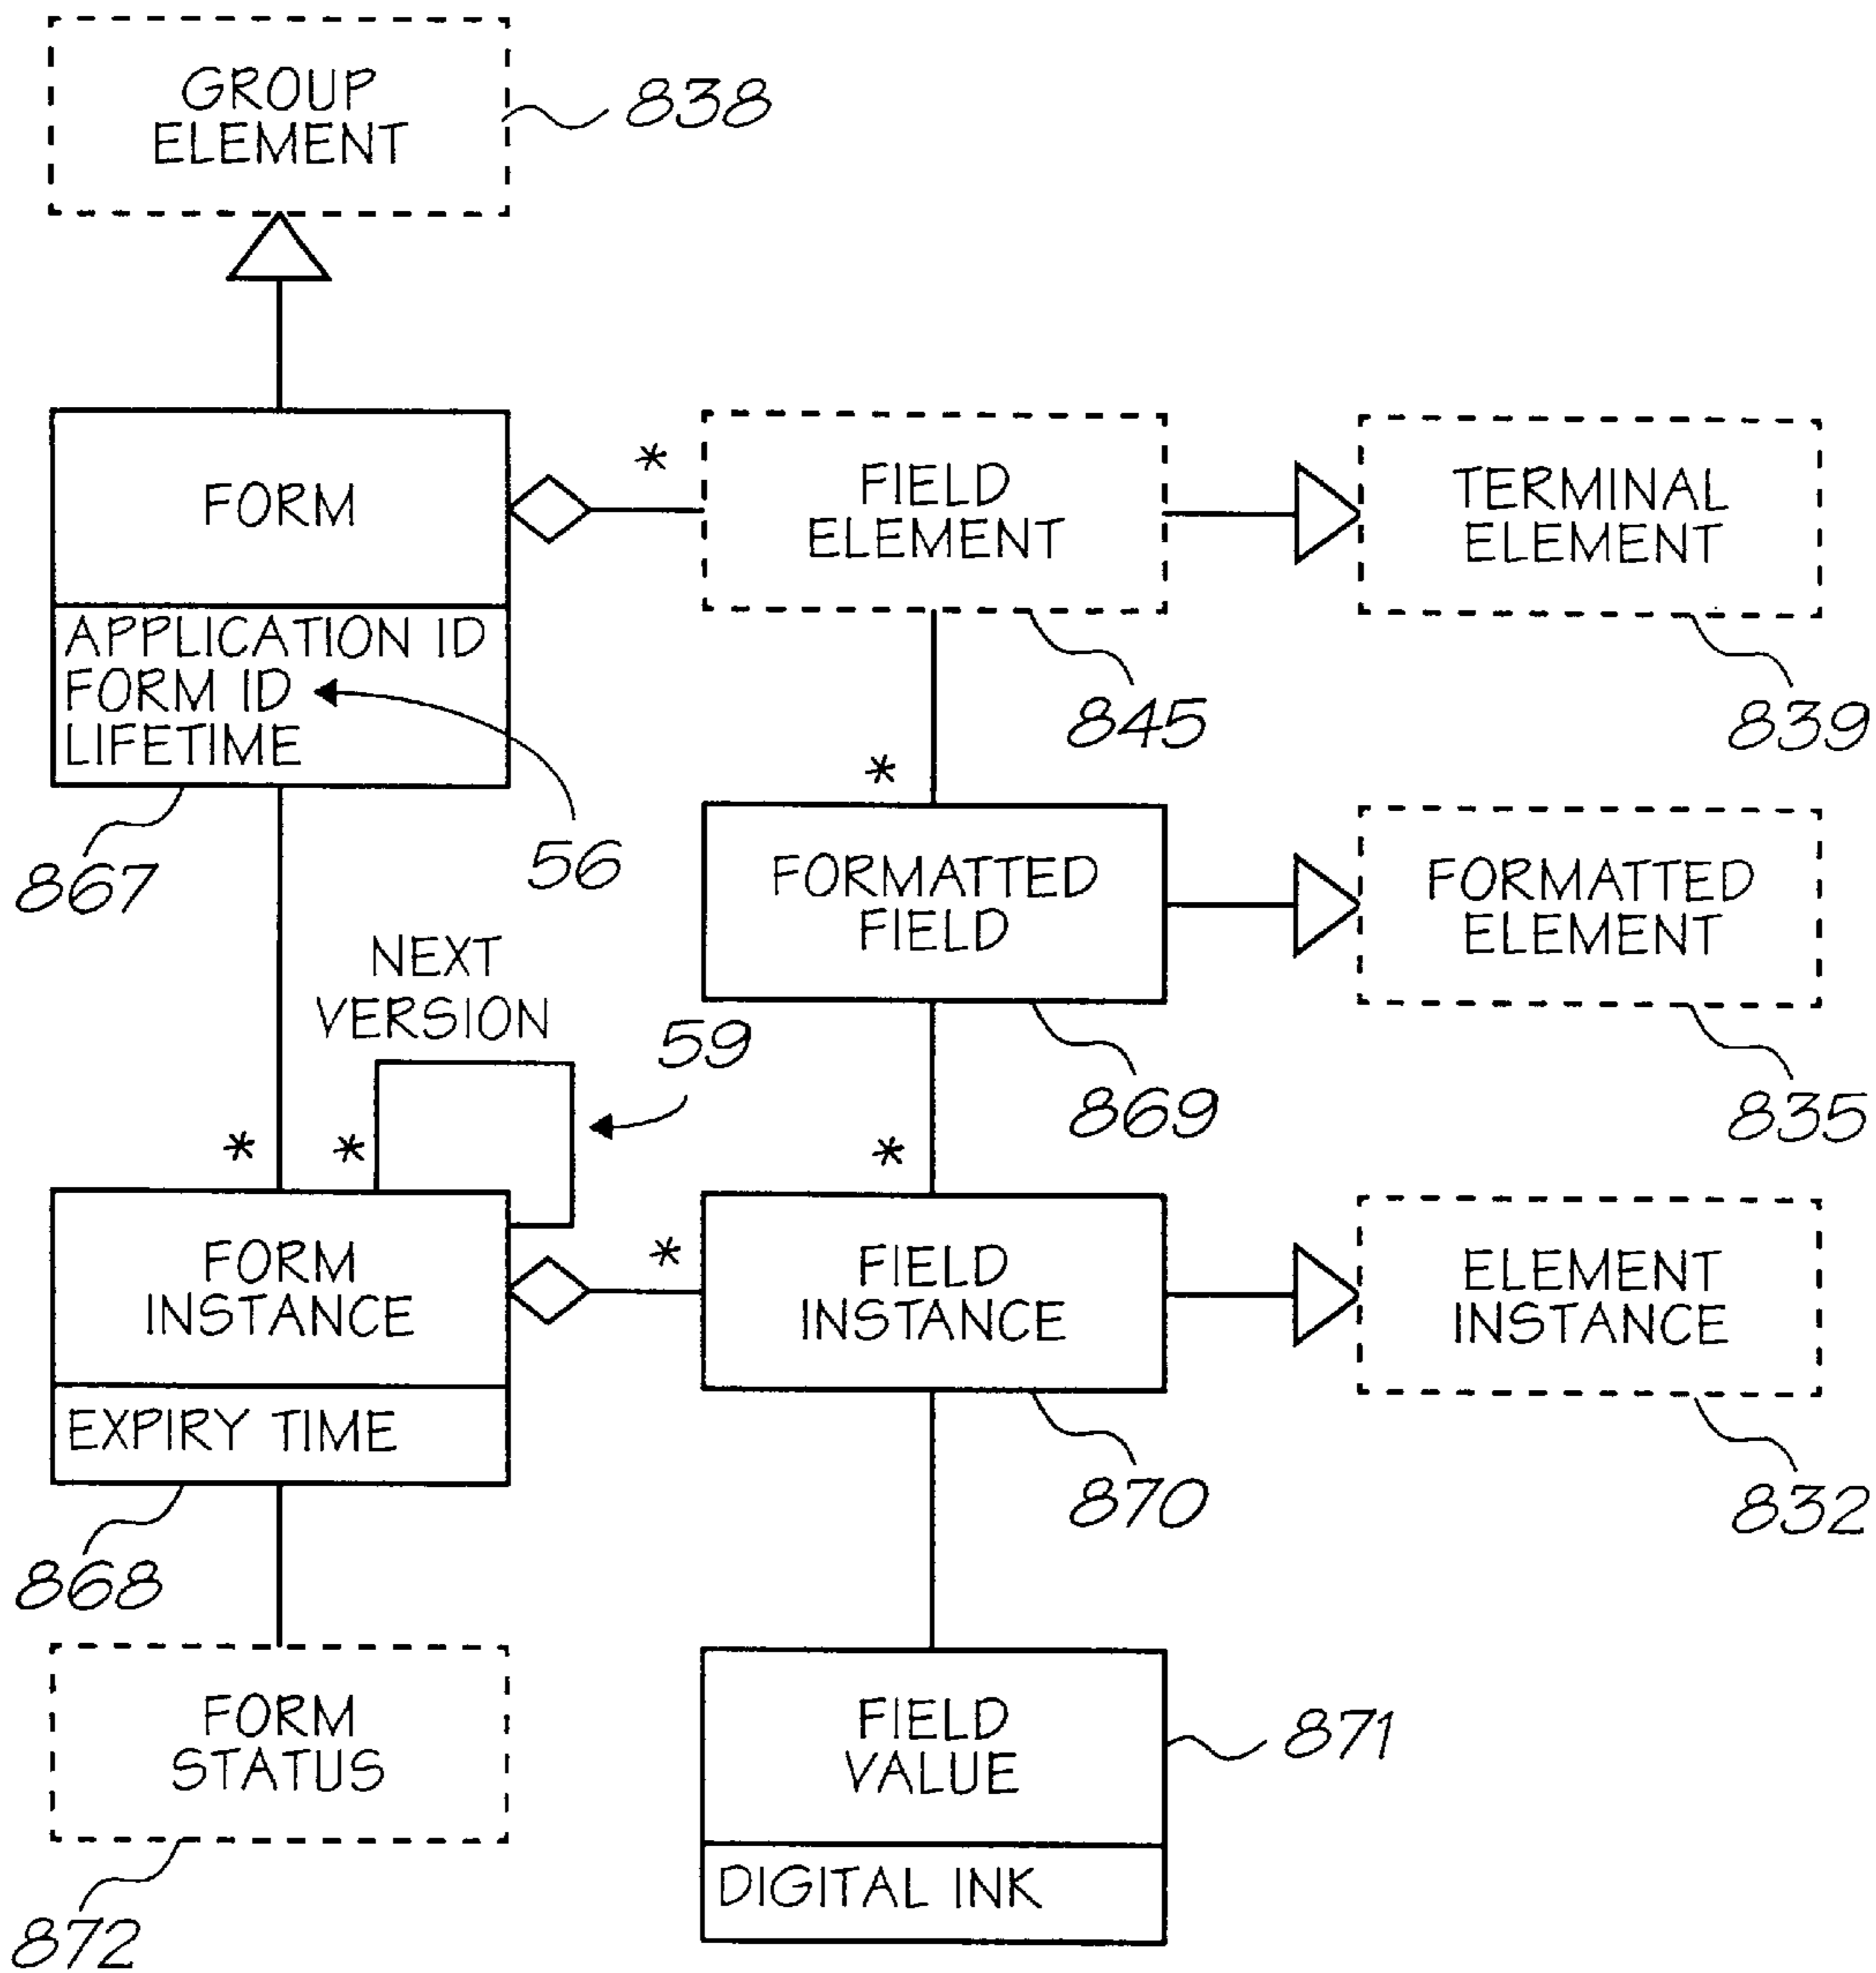 GROUP
ELEMENT
838
FORM
*
FIELD
ELEMENT
TERMINAL
ELEMENT
APPLICATION ID
FORM ID
LIFETIME
845
839
*
867
56
FORMATTED
FIELD
FORMATTED
ELEMENT
NEXT
VERSION
59
869
835
*
*
*
FORM
INSTANCE
*
FIELD
INSTANCE
ELEMENT
INSTANCE
EXPIRY TIME
870
832
868
FORM
STATUS
FIELD
VALUE
871
DIGITAL INK
872